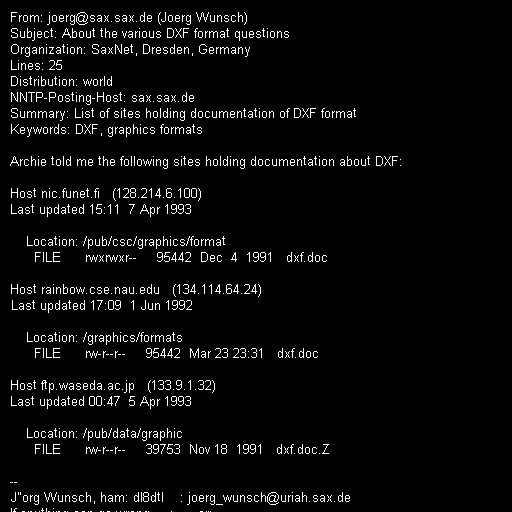 From: joerg@sax.sax.de (Joerg Wunsch)
Subject: About the various DXF format questions
Organization: SaxNet, Dresden, Germany
Lines: 25
Distribution: world
NNTP-Posting-Host: sax.sax.de
Summary: List of sites holding documentation of DXF format
Keywords: DXF, graphics formats

Archie told me the following sites holding documentation about DXF:

Host nic.funet.fi   (128.214.6.100)
Last updated 15:11  7 Apr 1993

    Location: /pub/csc/graphics/format
      FILE      rwxrwxr--     95442  Dec  4  1991   dxf.doc

Host rainbow.cse.nau.edu   (134.114.64.24)
Last updated 17:09  1 Jun 1992

    Location: /graphics/formats
      FILE      rw-r--r--     95442  Mar 23 23:31   dxf.doc

Host ftp.waseda.ac.jp   (133.9.1.32)
Last updated 00:47  5 Apr 1993

    Location: /pub/data/graphic
      FILE      rw-r--r--     39753  Nov 18  1991   dxf.doc.Z

--
J"org Wunsch, ham: dl8dtl    : joerg_wunsch@uriah.sax.de
If anything can go wrong